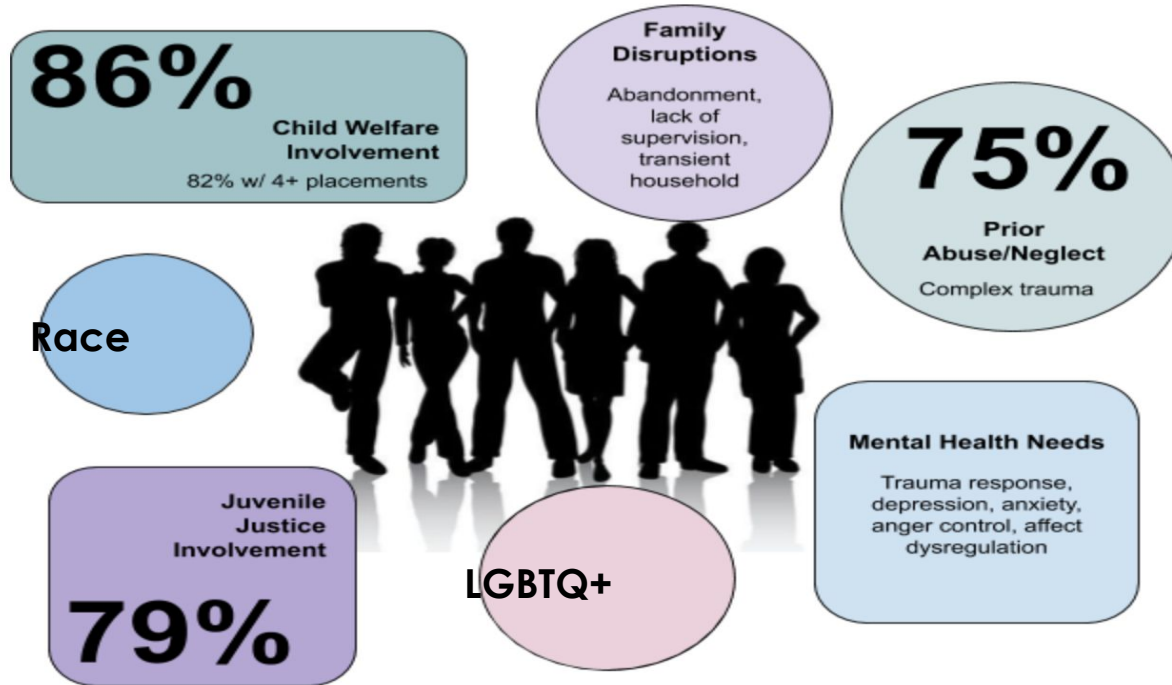 86%
Child Welfare
Involvement
82% w/ 4+ placements
Family
Disruptions
Abandonment,
lack of
supervision,
transient
household
75%
Prior
Abuse/Neglect
Complex trauma
Race
Mental Health Needs
Trauma response,
depression, anxiety,
anger control, affect
dysregulation
Juvenile
Justice
Involvement
79%
LGBTQ+